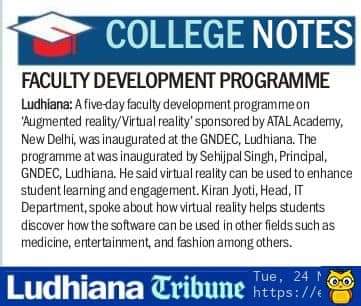 COLLEGE NOTES
FACULTY DEVELOPMENT PROGRAMME
Ludhiana: A five-day faculty development programme on
‘Augmented reality/Virtual reality’ sponsored by ATAL Academy,
New Delhi, was inaugurated at the GNDEC, Ludhiana. The
programme at was inaugurated by Sehijpal Singh, Principal,
GNDEC, Ludhiana. He said virtual reality can be used to enhance
student learning and engagement. Kiran Jyoti, Head, IT
Department, spoke about how virtual reality helps students
discover how the software can be used in other fields such as
medicine, entertainment, and fashion among others.
Ludhiana Tribune
Tue, 24
https://e